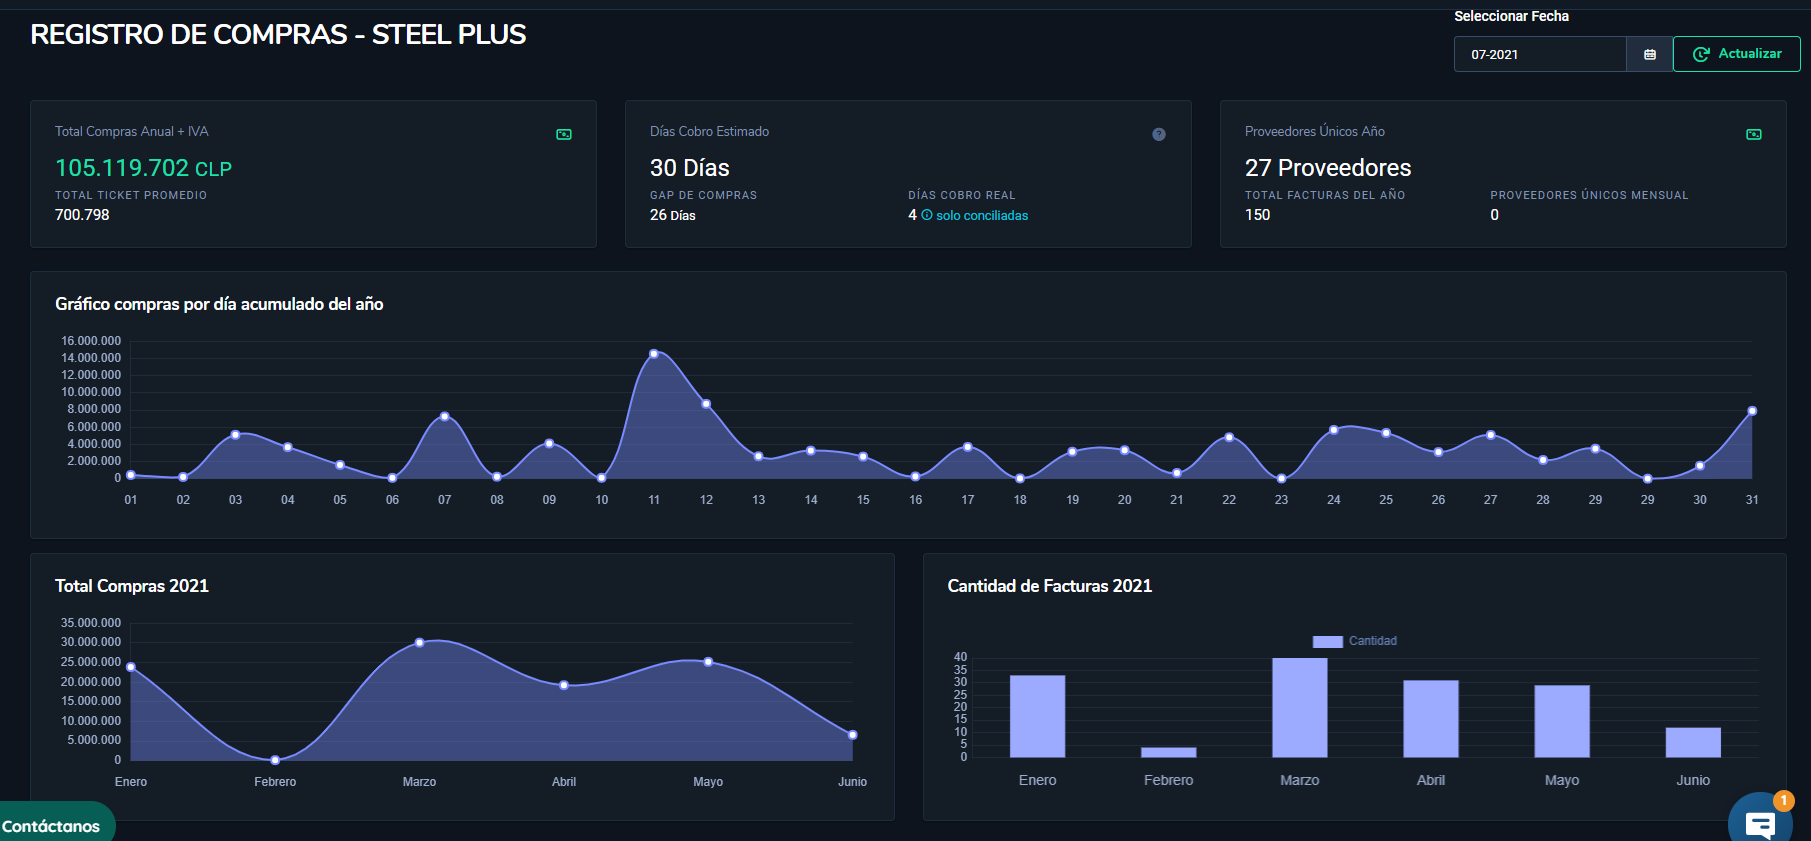 Seleccionar Fecha
REGISTRO DE COMPRAS - STEEL PLUS
07-2021
Actualizar
Total Compras Anual + IVA
105.119.702 CLP
TOTAL TICKET PROMEDIO
700.798
Días Cobro Estimado
?
30 Días
GAP DE COMPRAS
26 Días
DÍAS COBRO REAL
4 solo conciliadas
Proveedores Únicos Año
27 Proveedores
TOTAL FACTURAS DEL AÑO
150
PROVEEDORES ÚNICOS MENSUAL
0
Gráfico compras por día acumulado del año
16.000.000
14.000.000
12.000.000
10.000.000
8.000.000
6.000.000
4.000.000
2.000.000
0
01 02 03 04 05 06 07 08 09 10 11 12 13 14 15 16 17 18 19 20 21 22 23 24 25 26 27 28 29 29 30 31
Total Compras 2021
35.000.000
30.000.000
25.000.000
20.000.000
15.000.000
10.000.000
5.000.000
0
Enero Febrero Marzo Abril Mayo Junio
Cantidad de Facturas 2021
Cantidad
40
35
30
25
20
15
10
5
0
Enero Febrero Marzo Abril Mayo Junio
Contáctanos
1